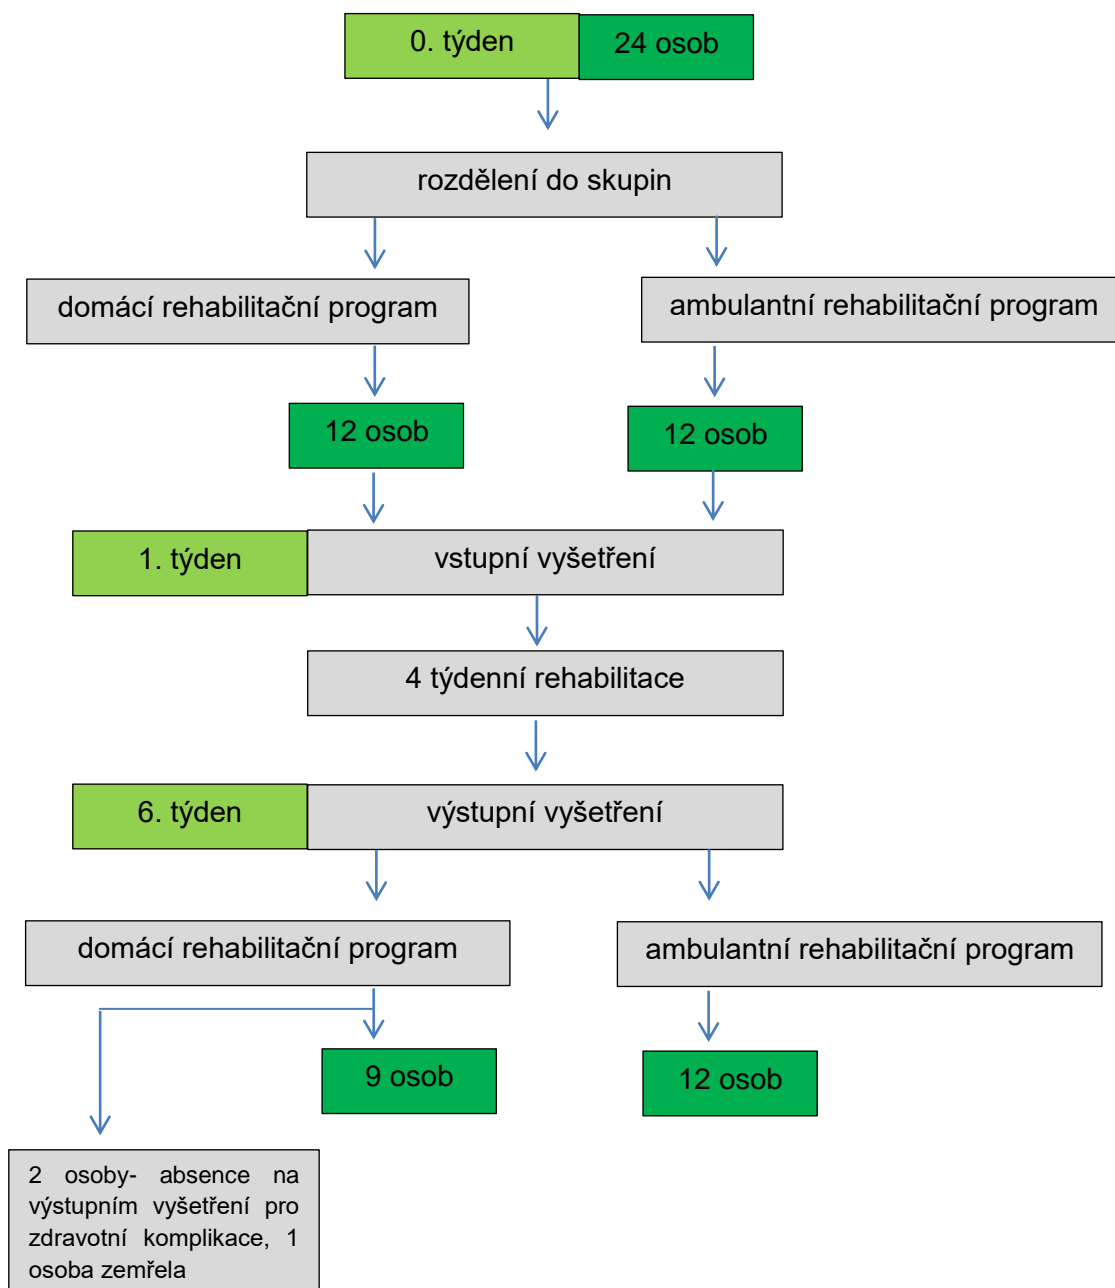 0. týden 24 osob
rozdělení do skupin
domácí rehabilitační program
ambulantní rehabilitační program
12 osob
12 osob
1. týden vstupní vyšetření
4 týdenní rehabilitace
6. týden výstupní vyšetření
domácí rehabilitační program
ambulantní rehabilitační program
9 osob
12 osob
2 osoby- absence na
výstupním vyšetření pro
zdravotní komplikace, 1
osoba zemřela